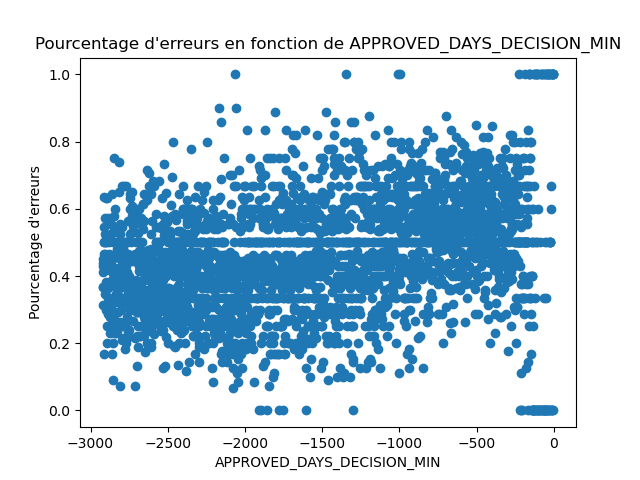 Pourcentage d'erreurs en fonction de APPROVED_DAYS_DECISION_MIN
1.0
0.8
0.6
0.4
0.2
0.0
Pourcentage d'erreurs
−3000 −2500 −2000 −1500 −1000 −500 0
APPROVED_DAYS_DECISION_MIN